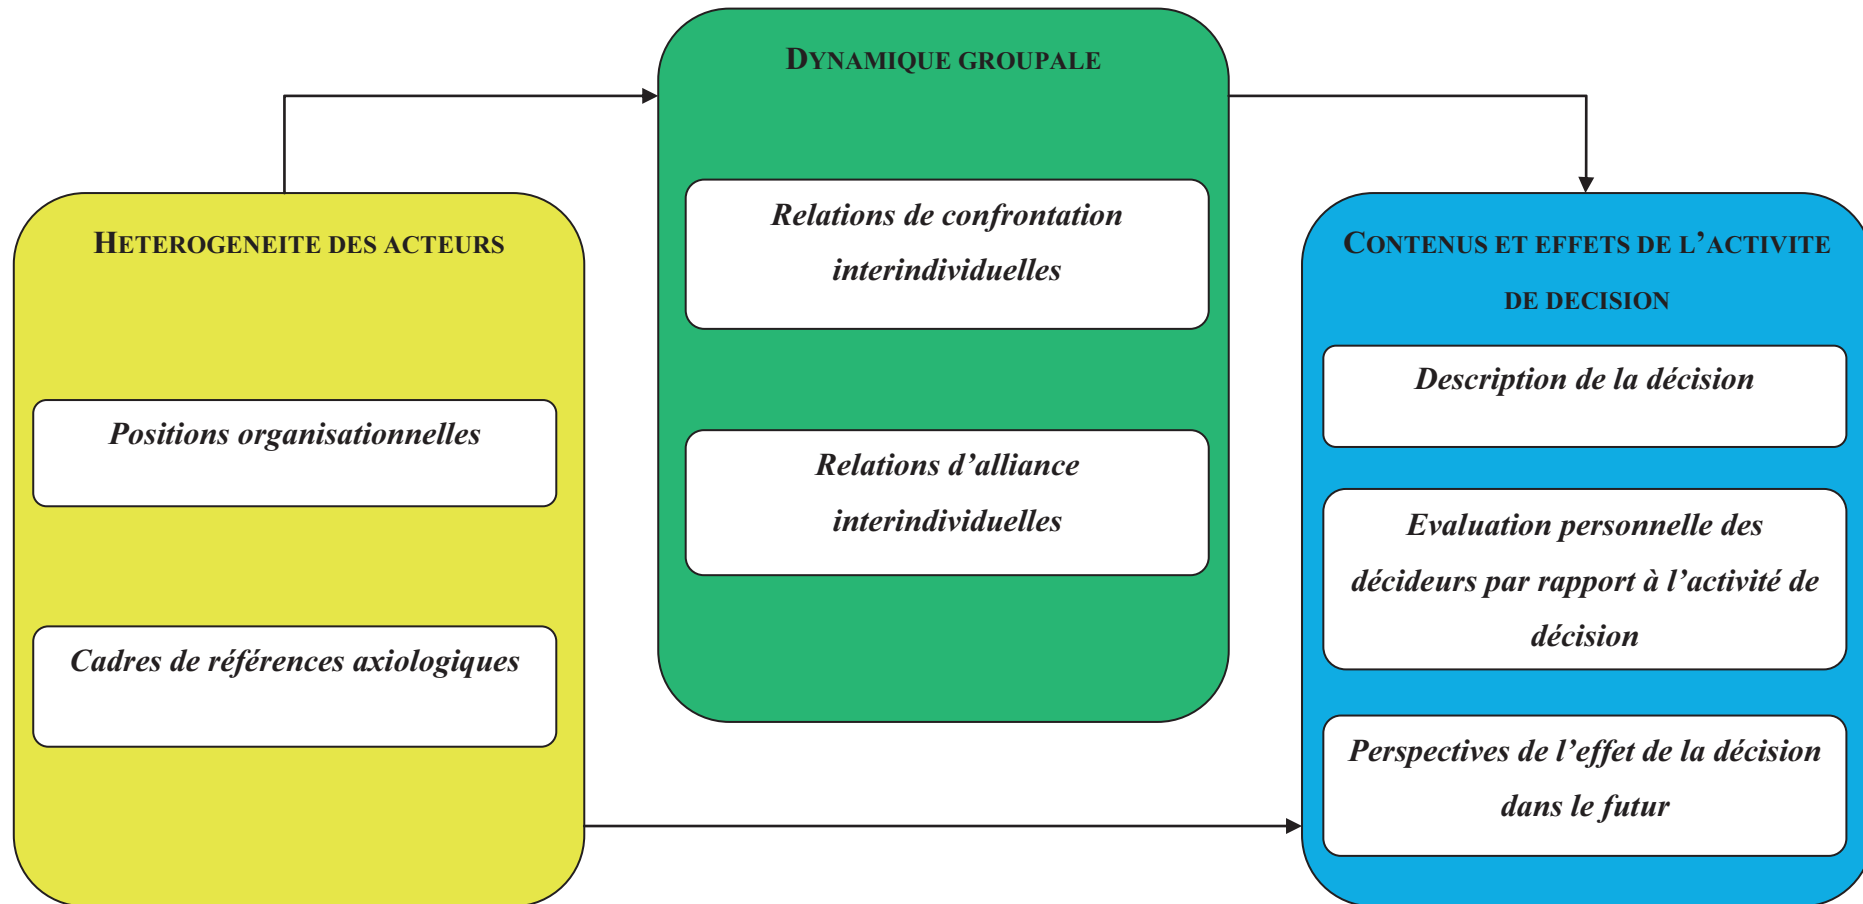 DYNAMIQUE GROUPALE
Relations de confrontation
interindividuelles
Relations d’alliance
interindividuelles
HETEROGENEITE DES ACTEURS
Positions organisationnelles
Cadres de références axiologiques
CONTENUS ET EFFETS DE L’ACTIVITE
DE DECISION
Description de la décision
Evaluation personnelle des
décideurs par rapport à l’activité de
décision
Perspectives de l’effet de la décision
dans le futur